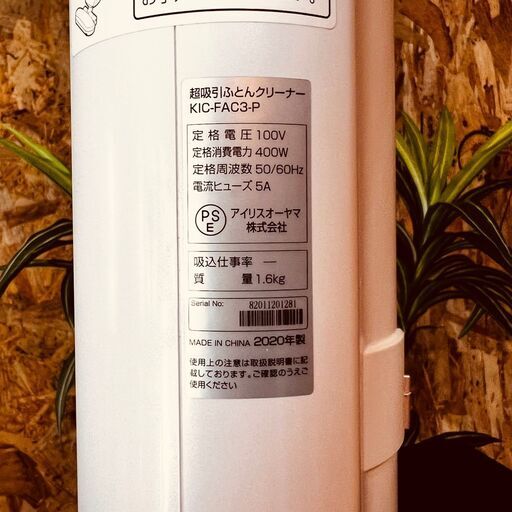 超吸引ふとんクリーナー
KIC-FAC3-P
定格電圧 100V
定格消費電力 400W
定格周波数 50/60Hz
電流ヒューズ 5A
PS
E
アイリスオーヤマ
株式会社
吸込仕事率 ―
質 量 1.6kg
Serial No:
82011201281
MADE IN CHINA 2020年製
使用上の注意は取扱説明書に記
載しております。ご確認のうえご
使用ください